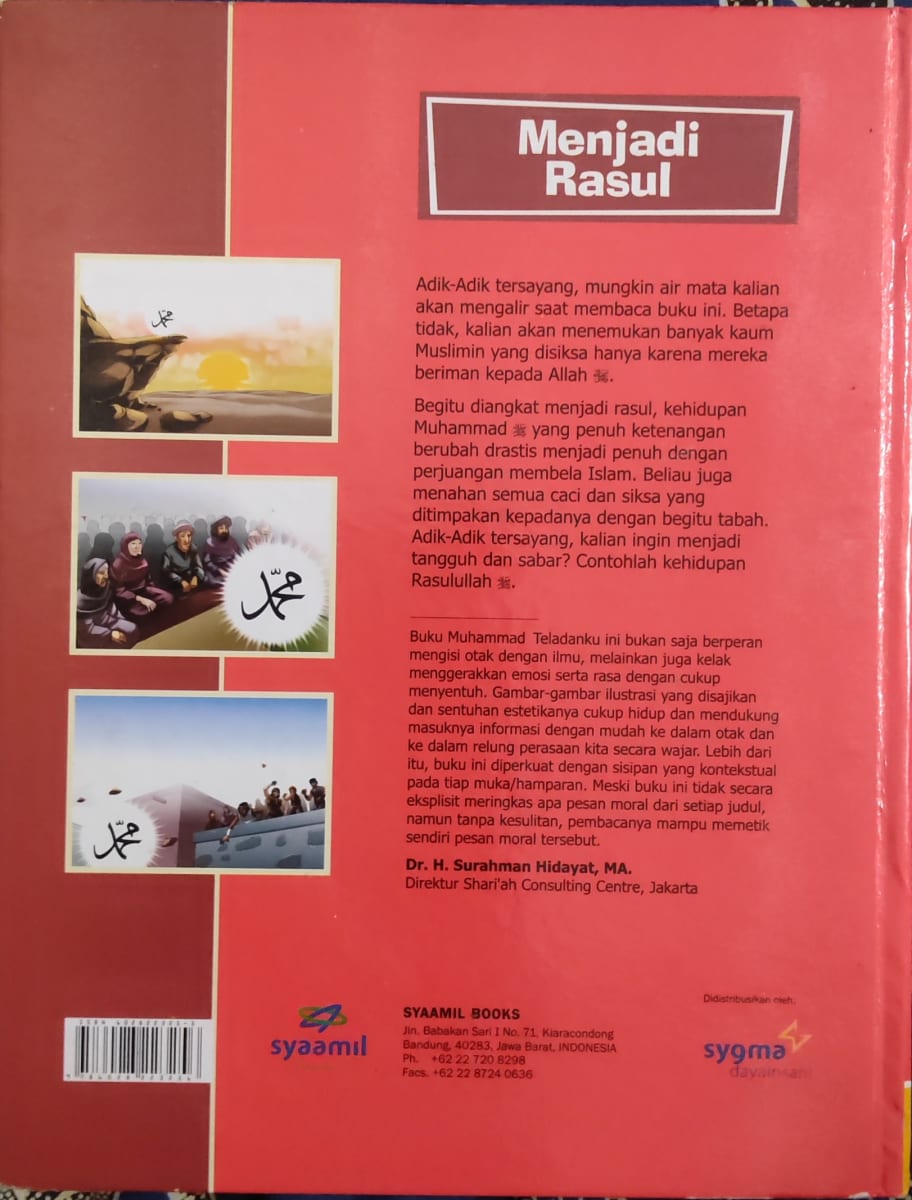 Menjadi
Rasul
Adik-Adik tersayang, mungkin air mata kalian
akan mengalir saat membaca buku ini. Betapa
tidak, kalian akan menemukan banyak kaum
Muslimin yang disiksa hanya karena mereka
beriman kepada Allah .
Begitu diangkat menjadi rasul, kehidupan
Muhammad ﷺ yang penuh ketenangan
berubah drastis menjadi penuh dengan
perjuangan membela Islam. Beliau juga
menahan semua caci dan siksa yang
ditimpakan kepadanya dengan begitu tabah.
Adik-Adik tersayang, kalian ingin menjadi
tangguh dan sabar? Contohlah kehidupan
Rasulullah ﷺ.
Buku Muhammad Teladanku ini bukan saja berperan
mengisi otak dengan ilmu, melainkan juga kelak
menggerakkan emosi serta rasa dengan cukup
menyentuh. Gambar-gambar ilustrasi yang disajikan
dan sentuhan estetikanya cukup hidup dan mendukung
masuknya informasi dengan mudah ke dalam otak dan
ke dalam relung perasaan kita secara wajar. Lebih dari
itu, buku ini diperkuat dengan sisipan yang kontekstual
pada tiap muka/hamparan. Meski buku ini tidak secara
eksplisit meringkas apa pesan moral dari setiap judul,
namun tanpa kesulitan, pembacanya mampu memetik
sendiri pesan moral tersebut.
Dr. H. Surahman Hidayat, MA.
Direktur Shari'ah Consulting Centre, Jakarta
محمد
محمد
محمد
syaamil
SYAAMIL BOOKS
Jln. Babakan Sari I No. 71, Kiaracondong
Bandung, 40283, Jawa Barat, INDONESIA
Ph. +62 22 720 8298
Facs. +62 22 8724 0636
Didistribusikan oleh:
sygma
dayainsani